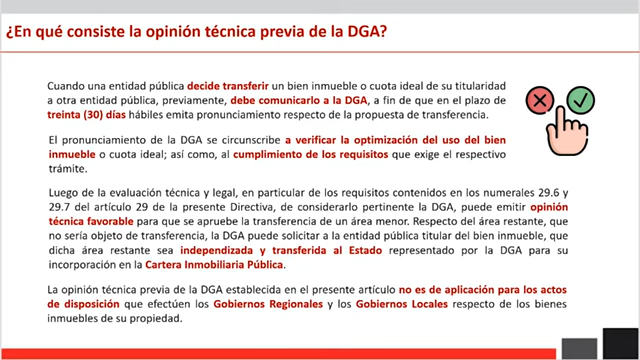 ¿En qué consiste la opinión técnica previa de la DGA?
Cuando una entidad pública decide transferir un bien inmueble o cuota ideal de su titularidad
a otra entidad pública, previamente, debe comunicarlo a la DGA, a fin de que en el plazo de
treinta (30) días hábiles emita pronunciamiento respecto de la propuesta de transferencia.
El pronunciamiento de la DGA se circunscribe a verificar la optimización del uso del bien
inmueble o cuota ideal; así como, al cumplimiento de los requisitos que exige el respectivo
trámite.
Luego de la evaluación técnica y legal, en particular de los requisitos contenidos en los numerales 29.6 y
29.7 del artículo 29 de la presente Directiva, de considerarlo pertinente la DGA, puede emitir opinión
técnica favorable para que se apruebe la transferencia de un área menor. Respecto del área restante, que
no sería objeto de transferencia, la DGA puede solicitar a la entidad pública titular del bien inmueble, que
dicha área restante sea independizada y transferida al Estado representado por la DGA para su
incorporación en la Cartera Inmobiliaria Pública.
La opinión técnica previa de la DGA establecida en el presente artículo no es de aplicación para los actos
de disposición que efectúen los Gobiernos Regionales y los Gobiernos Locales respecto de los bienes
inmuebles de su propiedad.